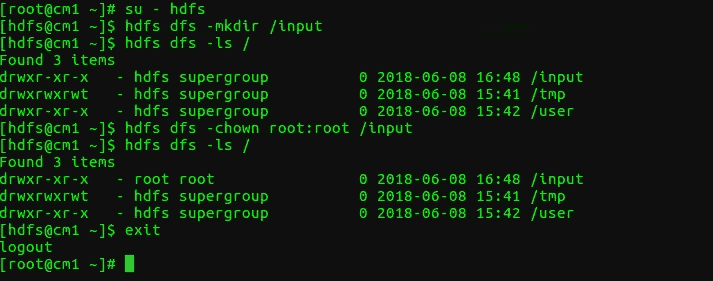 [root@cm1 ~]# su - hdfs
[hdfs@cm1 ~]$ hdfs dfs -mkdir /input
[hdfs@cm1 ~]$ hdfs dfs -ls /
Found 3 items
drwxr-xr-x   - hdfs supergroup          0 2018-06-08 16:48 /input
drwxrwxrwt   - hdfs supergroup          0 2018-06-08 15:41 /tmp
drwxr-xr-x   - hdfs supergroup          0 2018-06-08 15:42 /user
[hdfs@cm1 ~]$ hdfs dfs -chown root:root /input
[hdfs@cm1 ~]$ hdfs dfs -ls /
Found 3 items
drwxr-xr-x   - root root                0 2018-06-08 16:48 /input
drwxrwxrwt   - hdfs supergroup          0 2018-06-08 15:41 /tmp
drwxr-xr-x   - hdfs supergroup          0 2018-06-08 15:42 /user
[hdfs@cm1 ~]$ exit
logout
[root@cm1 ~]#